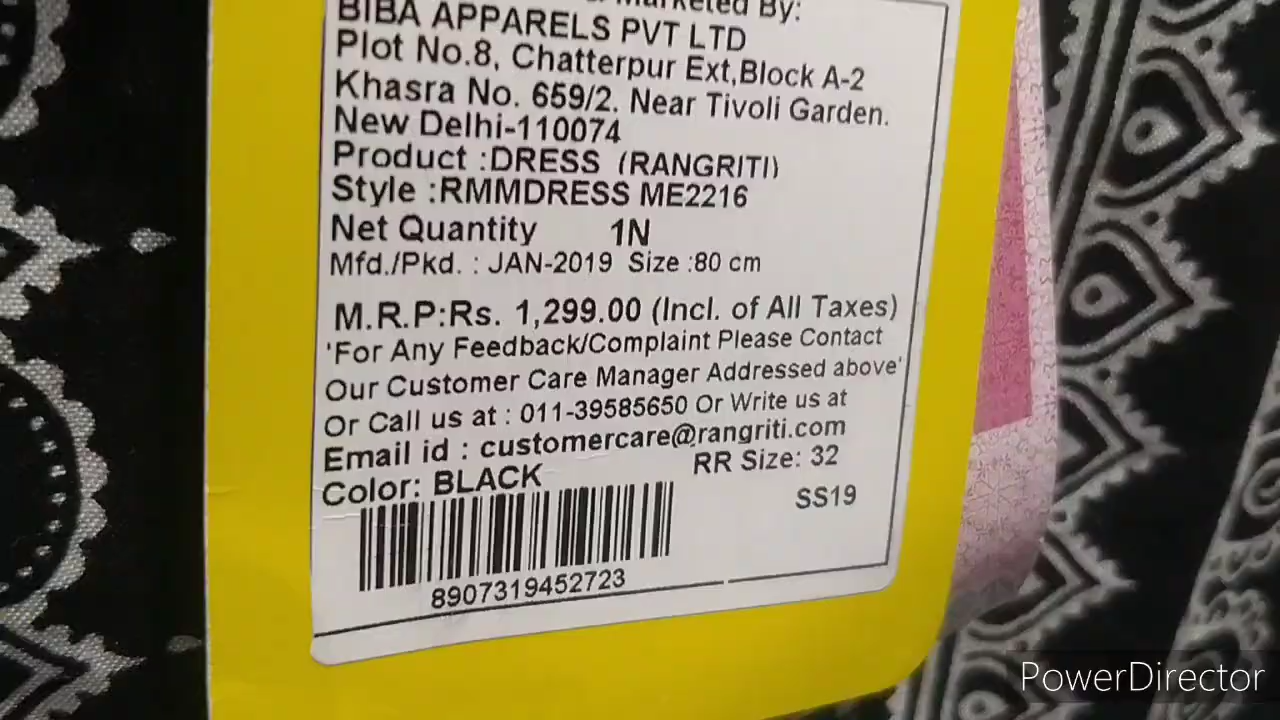 Marketed By:
BIBA APPARELS PVT LTD
Plot No.8, Chatterpur Ext,Block A-2
Khasra No. 659/2. Near Tivoli Garden.
New Delhi-110074
Product :DRESS (RANGRITI)
Style :RMMDRESS ME2216
Net Quantity 1N
Mfd./Pkd. : JAN-2019 Size :80 cm
M.R.P:Rs. 1,299.00 (Incl. of All Taxes)
'For Any Feedback/Complaint Please Contact
Our Customer Care Manager Addressed above'
Or Call us at : 011-39585650 Or Write us at
Email id : customercare@rangriti.com
Color: BLACK RR Size: 32
SS19
8907319452723
PowerDirector